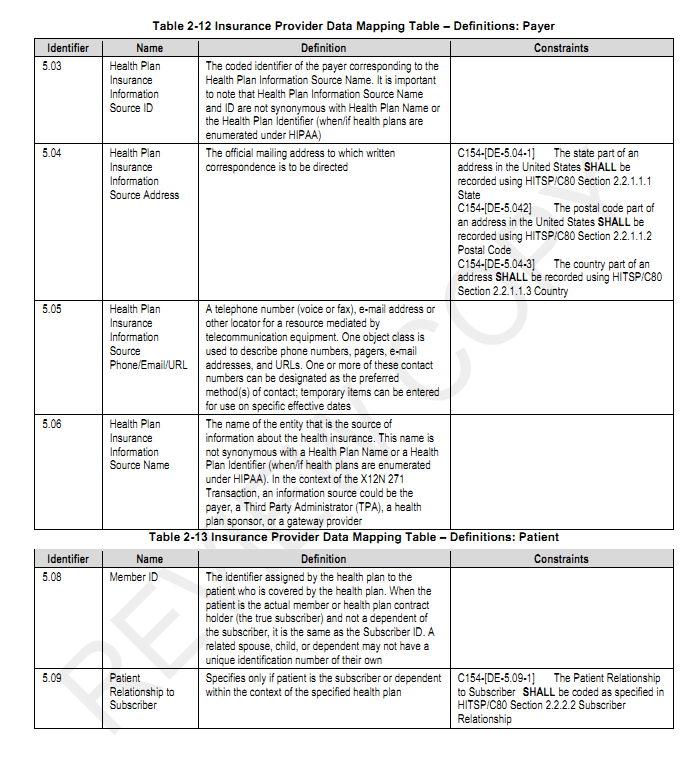 Table 2-12 Insurance Provider Data Mapping Table – Definitions: Payer
Identifier Name Definition Constraints
5.03
Health Plan
Insurance
Information
Source ID
The coded identifier of the payer corresponding to the
Health Plan Information Source Name. It is important
to note that Health Plan Information Source Name
and ID are not synonymous with Health Plan Name or
the Health Plan Identifier (when/if health plans are
enumerated under HIPAA)
5.04
Health Plan
Insurance
Information
Source Address
The official mailing address to which written
correspondence is to be directed
C154-[DE-5.04-1] The state part of an
address in the United States SHALL be
recorded using HITSP/C80 Section 2.2.1.1.1
State
C154-[DE-5.042] The postal code part of
an address in the United States SHALL be
recorded using HITSP/C80 Section 2.2.1.1.2
Postal Code
C154-[DE-5.04-3] The country part of an
address SHALL be recorded using HITSP/C80
Section 2.2.1.1.3 Country
5.05
Health Plan
Insurance
Information
Source
Phone/Email/URL
A telephone number (voice or fax), e-mail address or
other locator for a resource mediated by
telecommunication equipment. One object class is
used to describe phone numbers, pagers, e-mail
addresses, and URLs. One or more of these contact
numbers can be designated as the preferred
method(s) of contact; temporary items can be entered
for use on specific effective dates
5.06
Health Plan
Insurance
Information
Source Name
The name of the entity that is the source of
information about the health insurance. This name is
not synonymous with a Health Plan Name or a Health
Plan Identifier (when/if health plans are enumerated
under HIPAA). In the context of the X12N 271
Transaction, an information source could be the
payer, a Third Party Administrator (TPA), a health
plan sponsor, or a gateway provider
Table 2-13 Insurance Provider Data Mapping Table – Definitions: Patient
Identifier Name Definition Constraints
5.08
Member ID
The identifier assigned by the health plan to the
patient who is covered by the health plan. When the
patient is the actual member or health plan contract
holder (the true subscriber) and not a dependent of
the subscriber, it is the same as the Subscriber ID. A
related spouse, child, or dependent may not have a
unique identification number of their own
5.09
Patient
Relationship to
Subscriber
Specifies only if patient is the subscriber or dependent
within the context of the specified health plan
C154-[DE-5.09-1] The Patient Relationship
to Subscriber SHALL be coded as specified in
HITSP/C80 Section 2.2.2.2 Subscriber
Relationship
REVIEW COPY